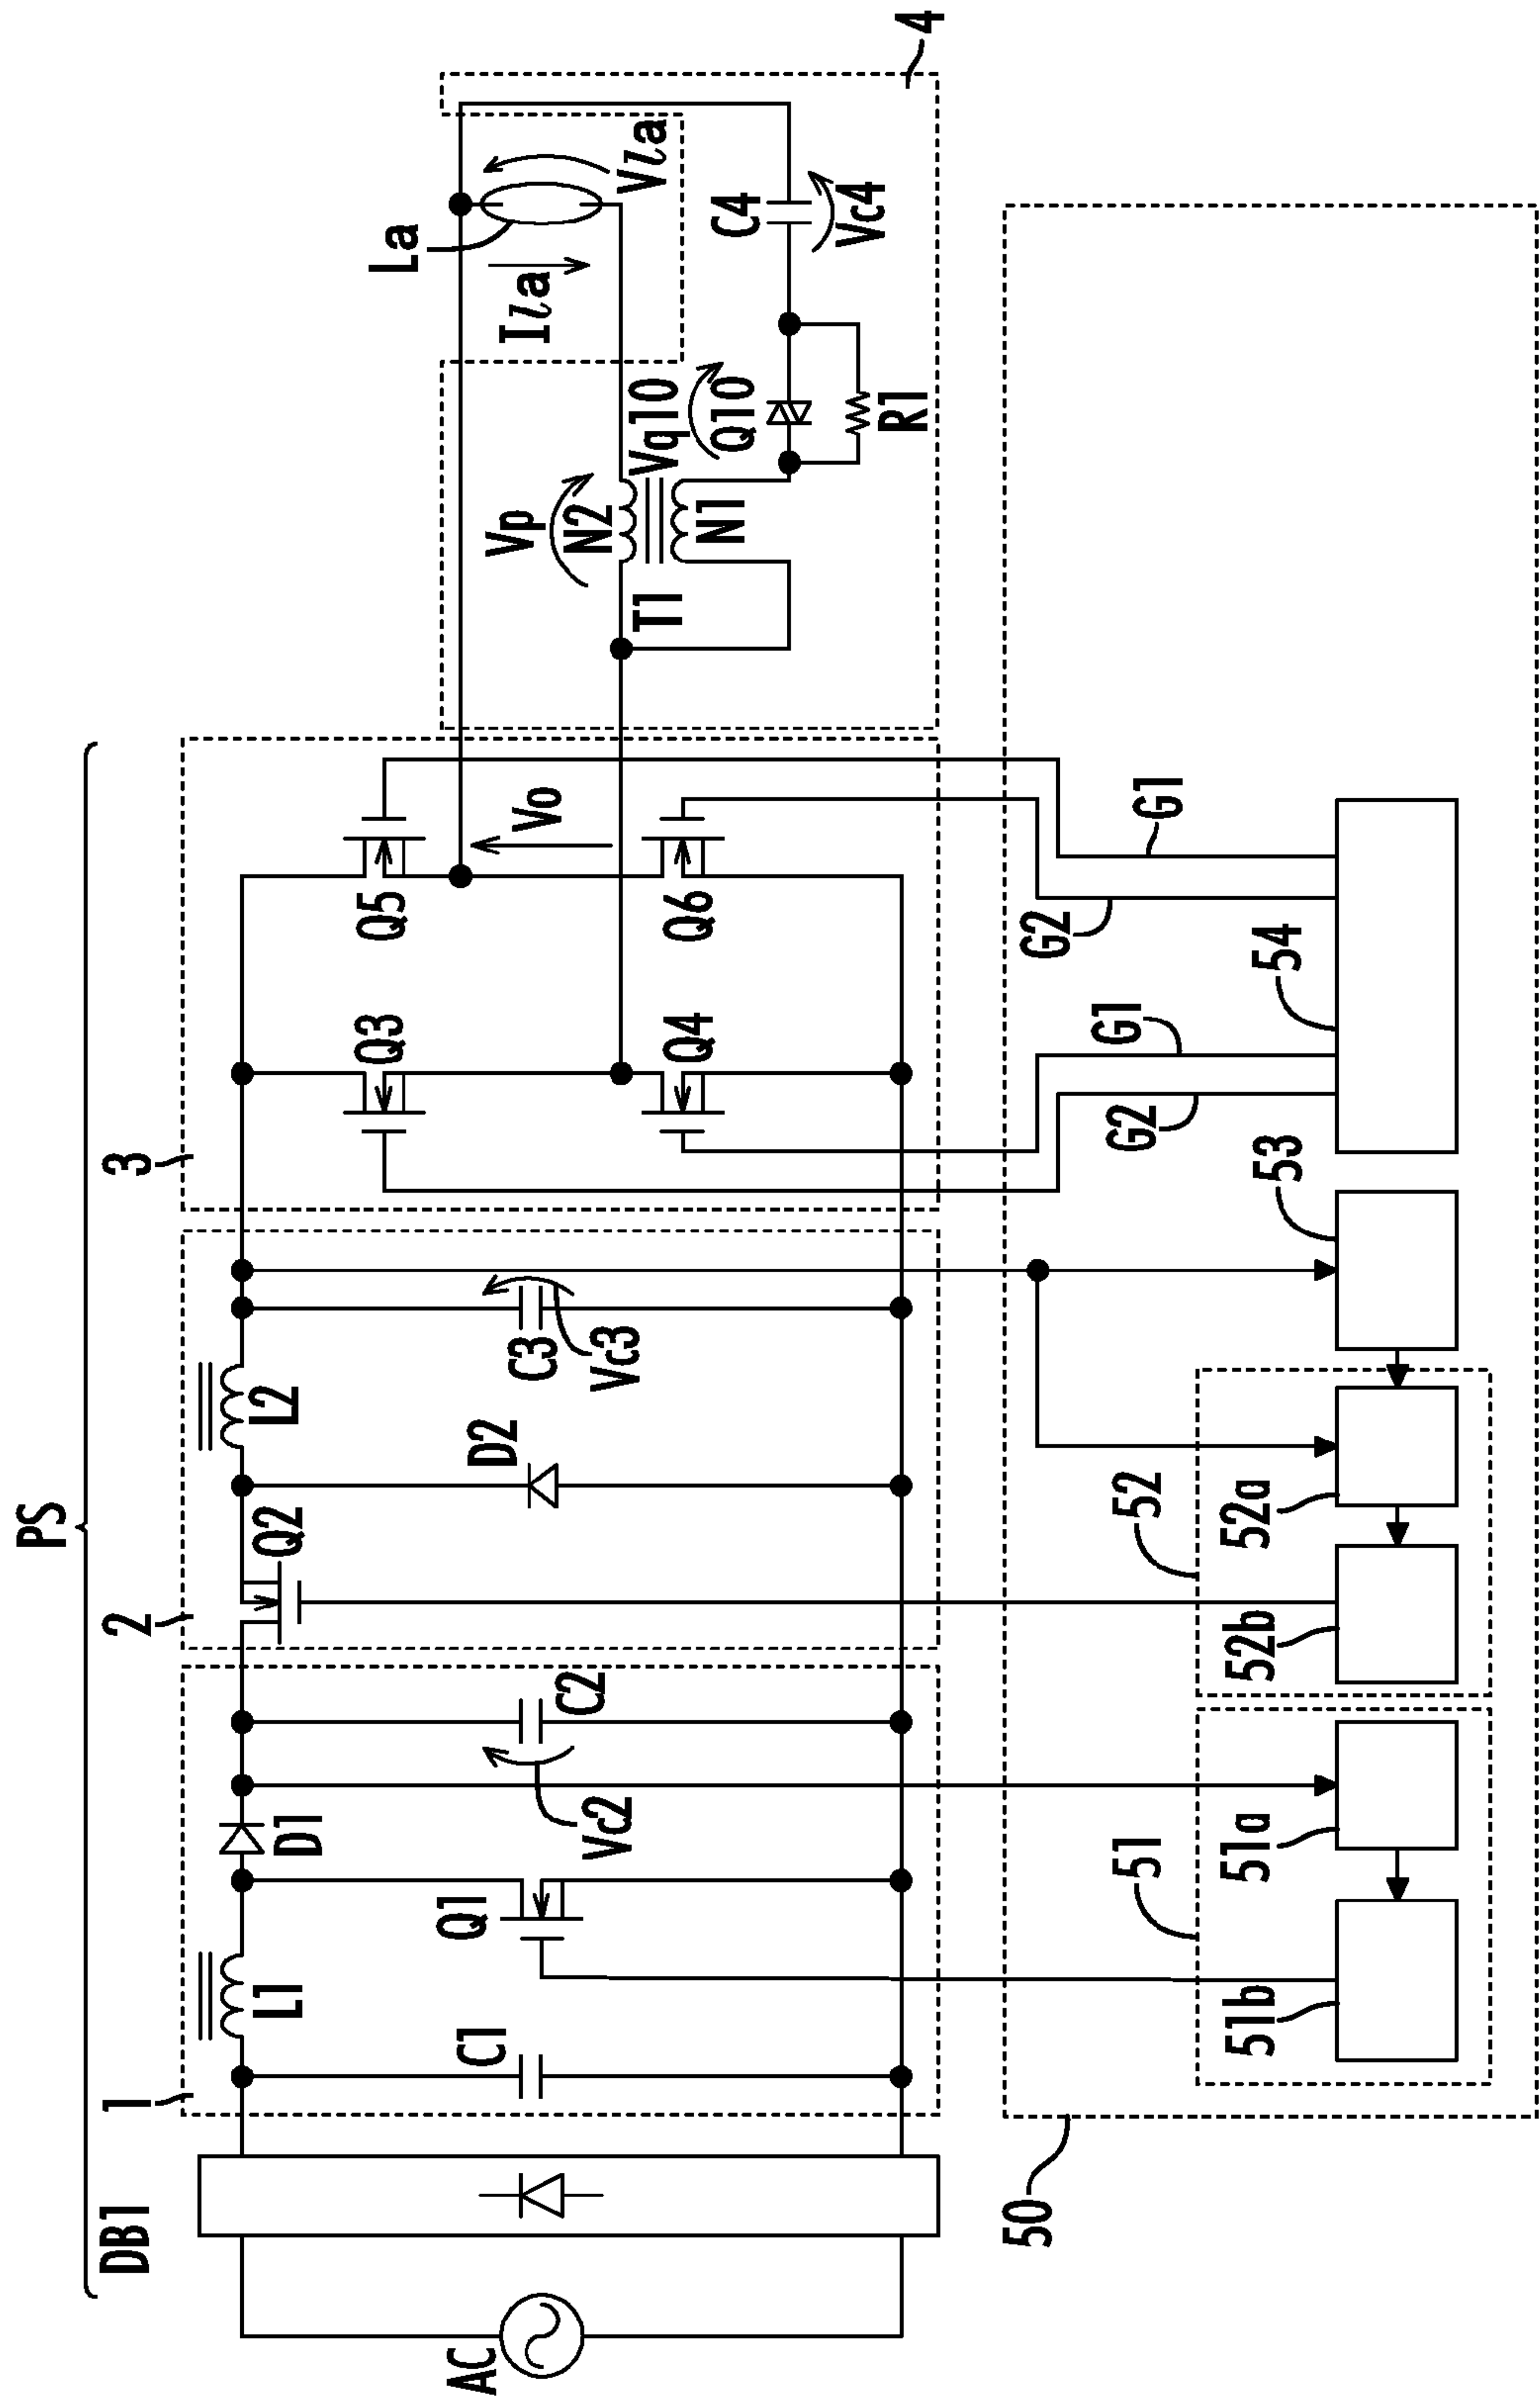 PS
DB1
1
2
3
4
AC
C1
L1
Q1
D1
Vc2
C2
Q2
D2
L2
C3
Vc3
Q3
Q4
Q5
Q6
Vo
T1
Vp
N2
N1
Vq10
Q10
R1
La
Ila
Vla
C4
Vc4
50
51
51b
51a
52
52b
52a
53
54
G2
G1
G2
G1